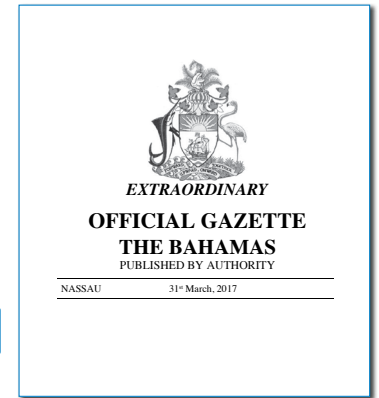 EXTRAORDINARY
OFFICIAL GAZETTE
THE BAHAMAS
PUBLISHED BY AUTHORITY
NASSAU 31st March, 2017